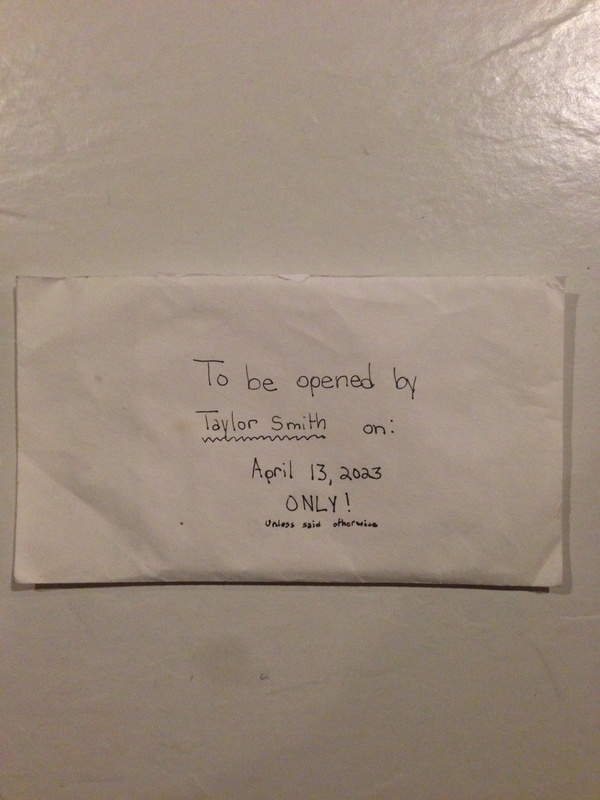 To be opened by
Taylor Smith on:
April 13, 2023
ONLY!
unless said otherwise